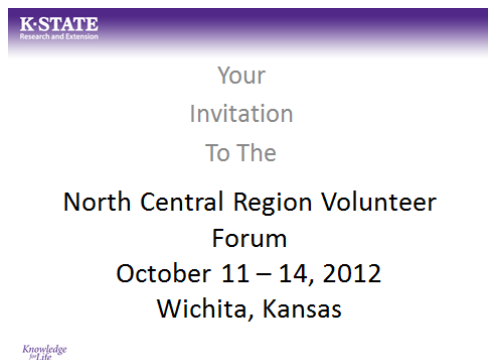 K·STATE
Research and Extension
Your
Invitation
To The
North Central Region Volunteer
Forum
October 11 – 14, 2012
Wichita, Kansas
Knowledge
for Life